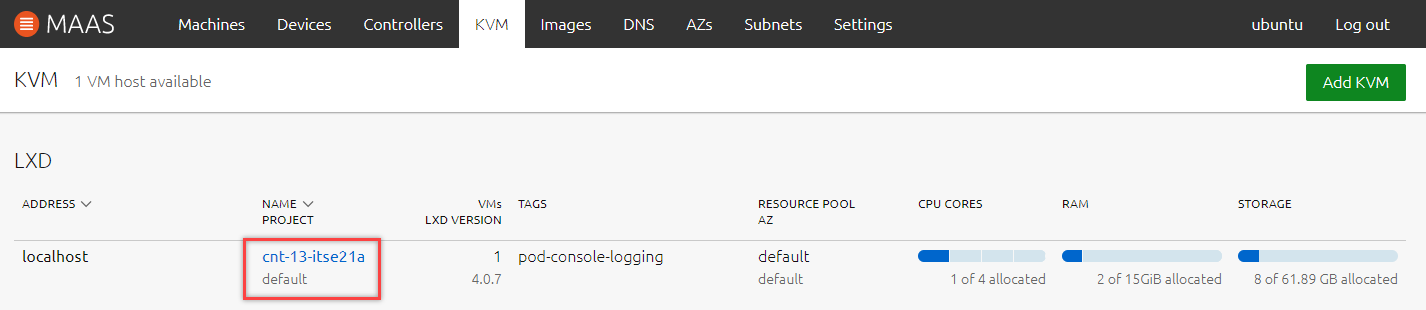 MAAS Machines Devices Controllers KVM Images DNS AZs Subnets Settings ubuntu Log out
KVM 1 VM host available Add KVM
LXD
ADDRESS NAME VMs TAGS RESOURCE POOL CPU CORES RAM STORAGE
PROJECT LXD VERSION AZ
localhost cnt-13-itse21a 1 pod-console-logging default
default 4.0.7 default 1 of 4 allocated 2 of 15GiB allocated 8 of 61.89 GB allocated